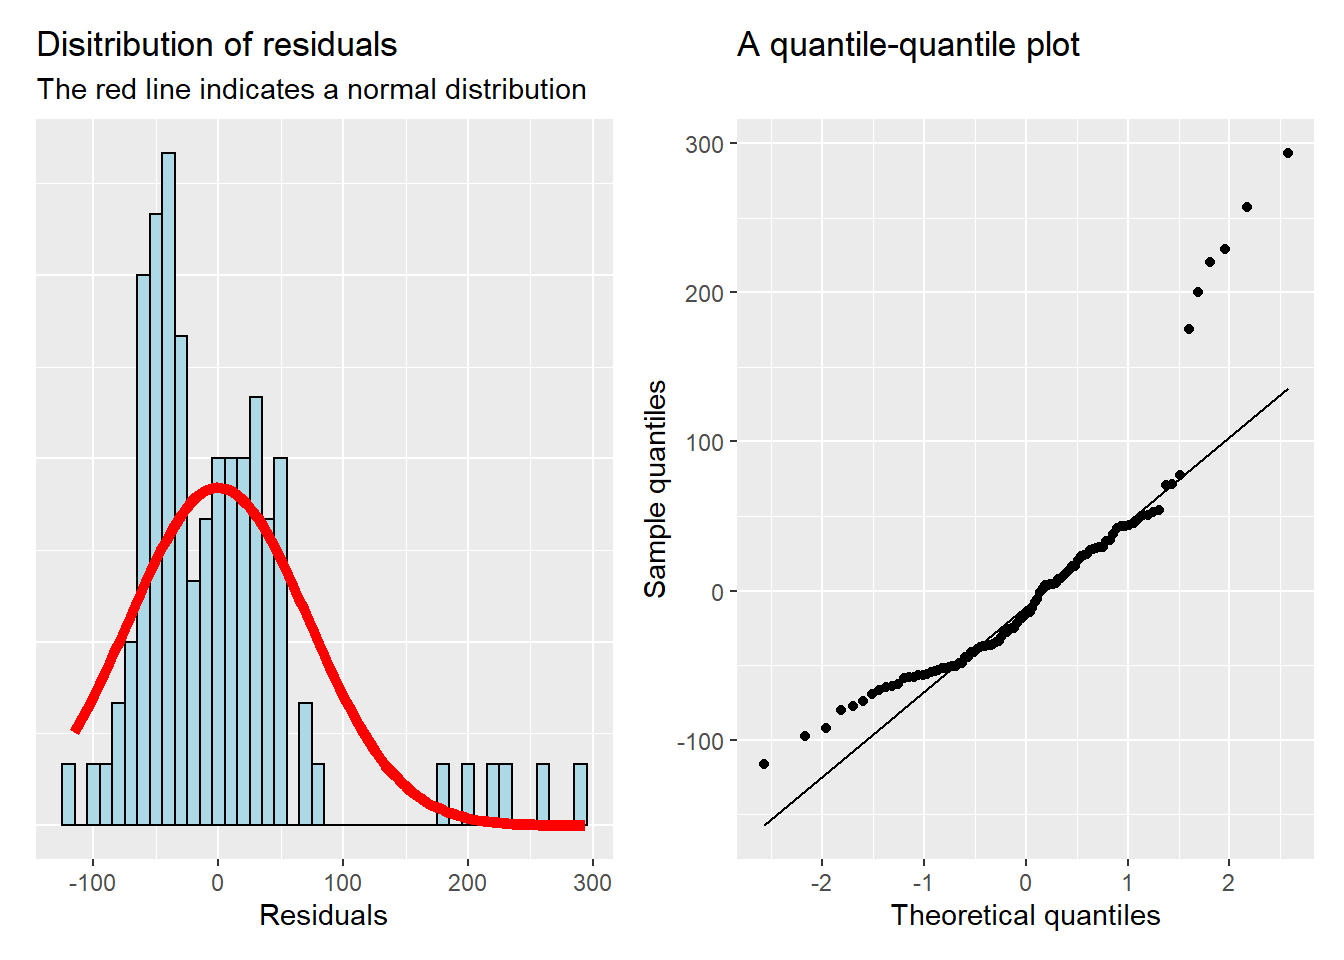 Disitribution of residuals
The red line indicates a normal distribution
-100
0
100
200
300
Residuals
A quantile-quantile plot
300
200
100
0
-100
Sample quantiles
-2
-1
0
1
2
Theoretical quantiles